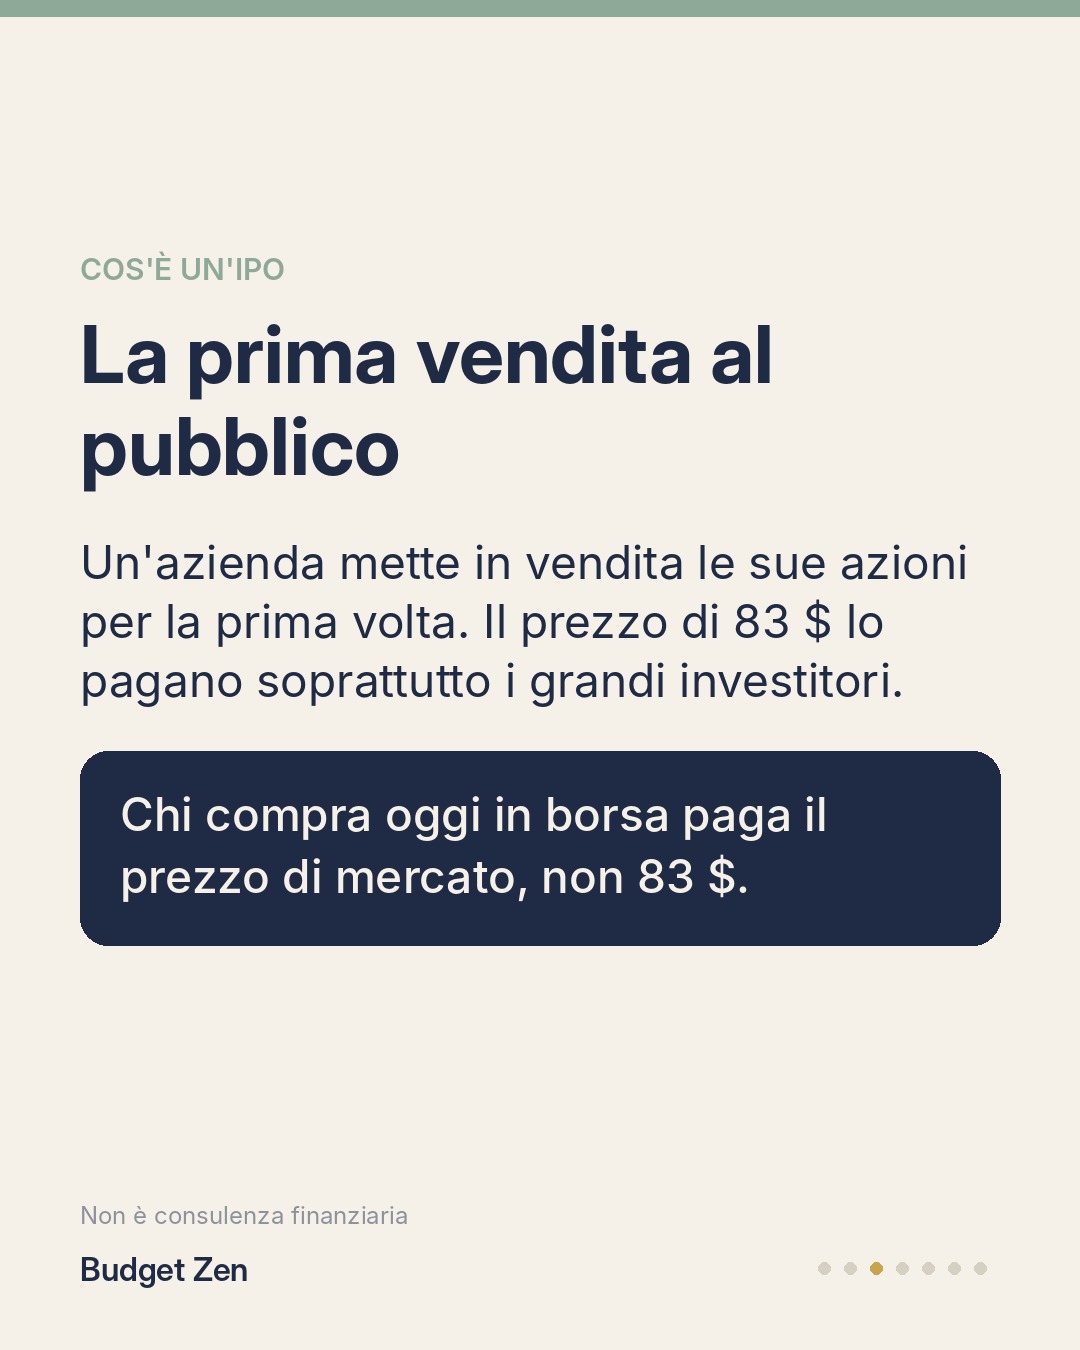 COS'È UN'IPO
La prima vendita al
pubblico
Un'azienda mette in vendita le sue azioni
per la prima volta. Il prezzo di 83 $ lo
pagano soprattutto i grandi investitori.
Chi compra oggi in borsa paga il
prezzo di mercato, non 83 $.
Non è consulenza finanziaria
Budget Zen